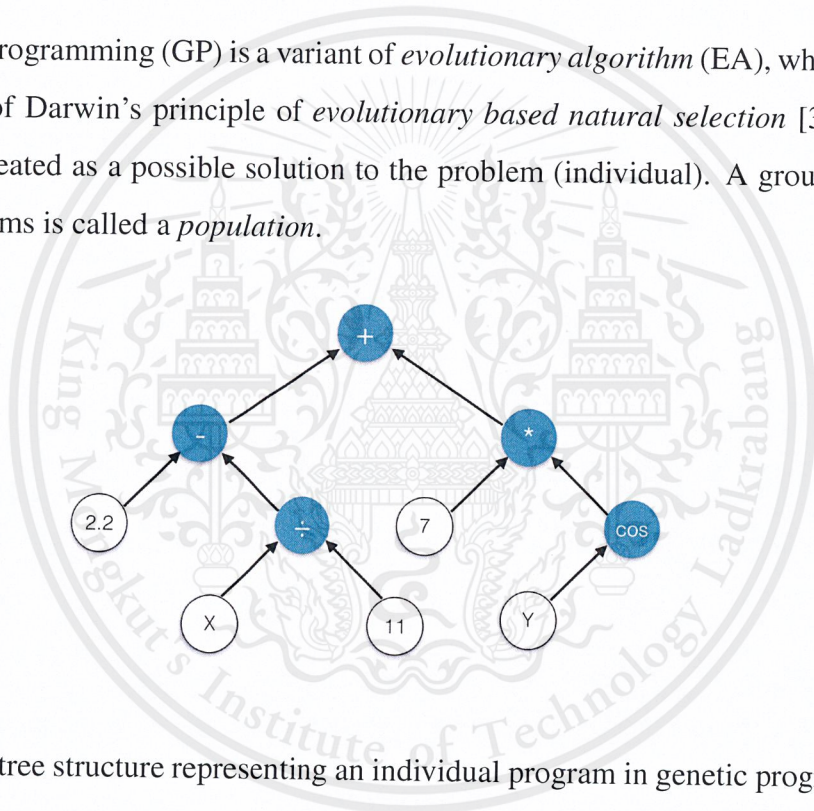 rogramming (GP) is a variant of evolutionary algorithm (EA), wh
of Darwin's principle of evolutionary based natural selection [3
eated as a possible solution to the problem (individual). A grou
ms is called a population.
+
-
*
2.2
÷
7
COS
X
11
Y
King Mongkut's Institute of Technology Ladkrabang
tree structure representing an individual program in genetic prog